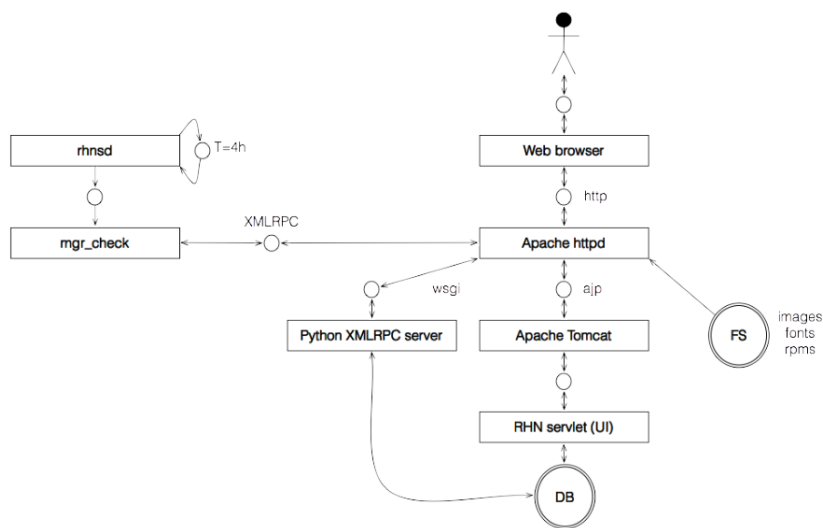 rhnsd
T=4h
Web browser
http
XMLRPC
mgr_check
Apache httpd
wsgi
ajp
Python XMLRPC server
Apache Tomcat
FS
images
fonts
rpms
RHN servlet (UI)
DB